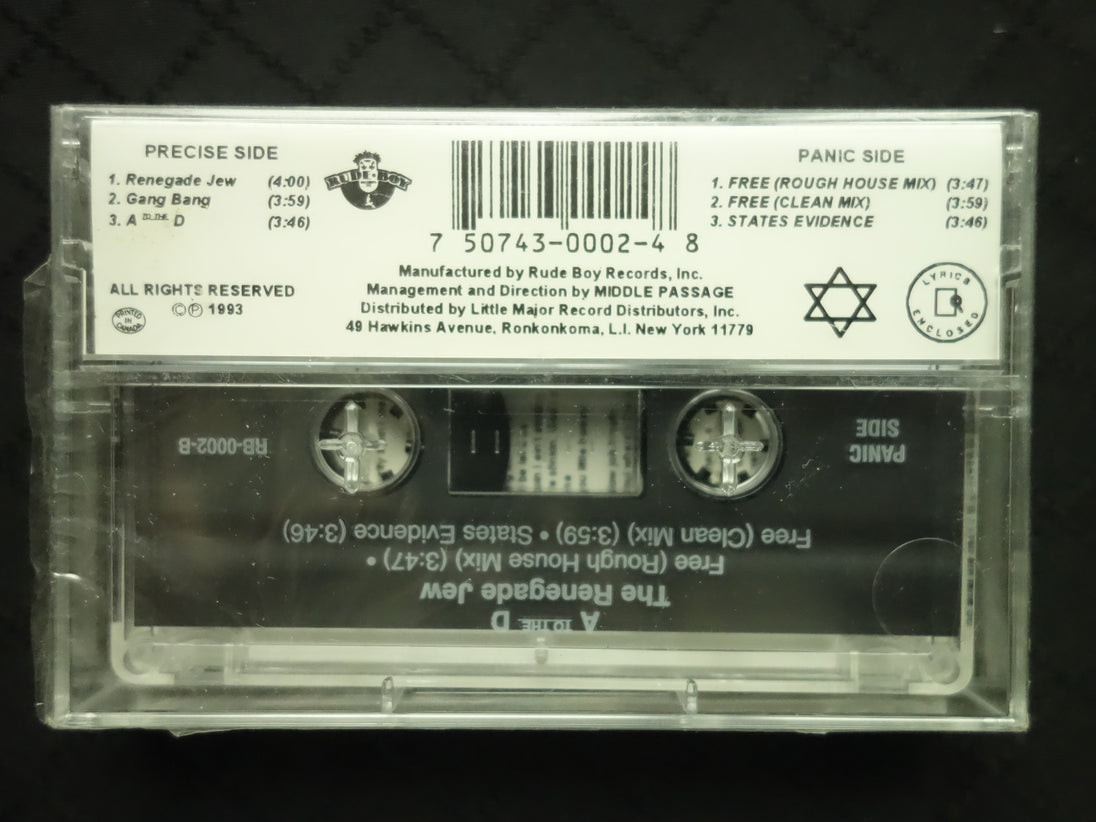 PRECISE SIDE
1. Renegade Jew (4:00)
2. Gang Bang (3:59)
3. A TO THE D (3:46)
RUDE BOY
7 50743-0002-4 8
PANIC SIDE
1. FREE (ROUGH HOUSE MIX) (3:47)
2. FREE (CLEAN MIX) (3:59)
3. STATES EVIDENCE (3:46)
ALL RIGHTS RESERVED
©℗ 1993
PRINTED IN CANADA
Manufactured by Rude Boy Records, Inc.
Management and Direction by MIDDLE PASSAGE
Distributed by Little Major Record Distributors, Inc.
49 Hawkins Avenue, Ronkonkoma, L.I. New York 11779
LYRICS ENCLOSED
A TO THE D
The Renegade Jew
Free (Rough House Mix) (3:47) •
Free (Clean Mix) (3:59) • States Evidence (3:46)
PANIC
SIDE
RB-0002-B